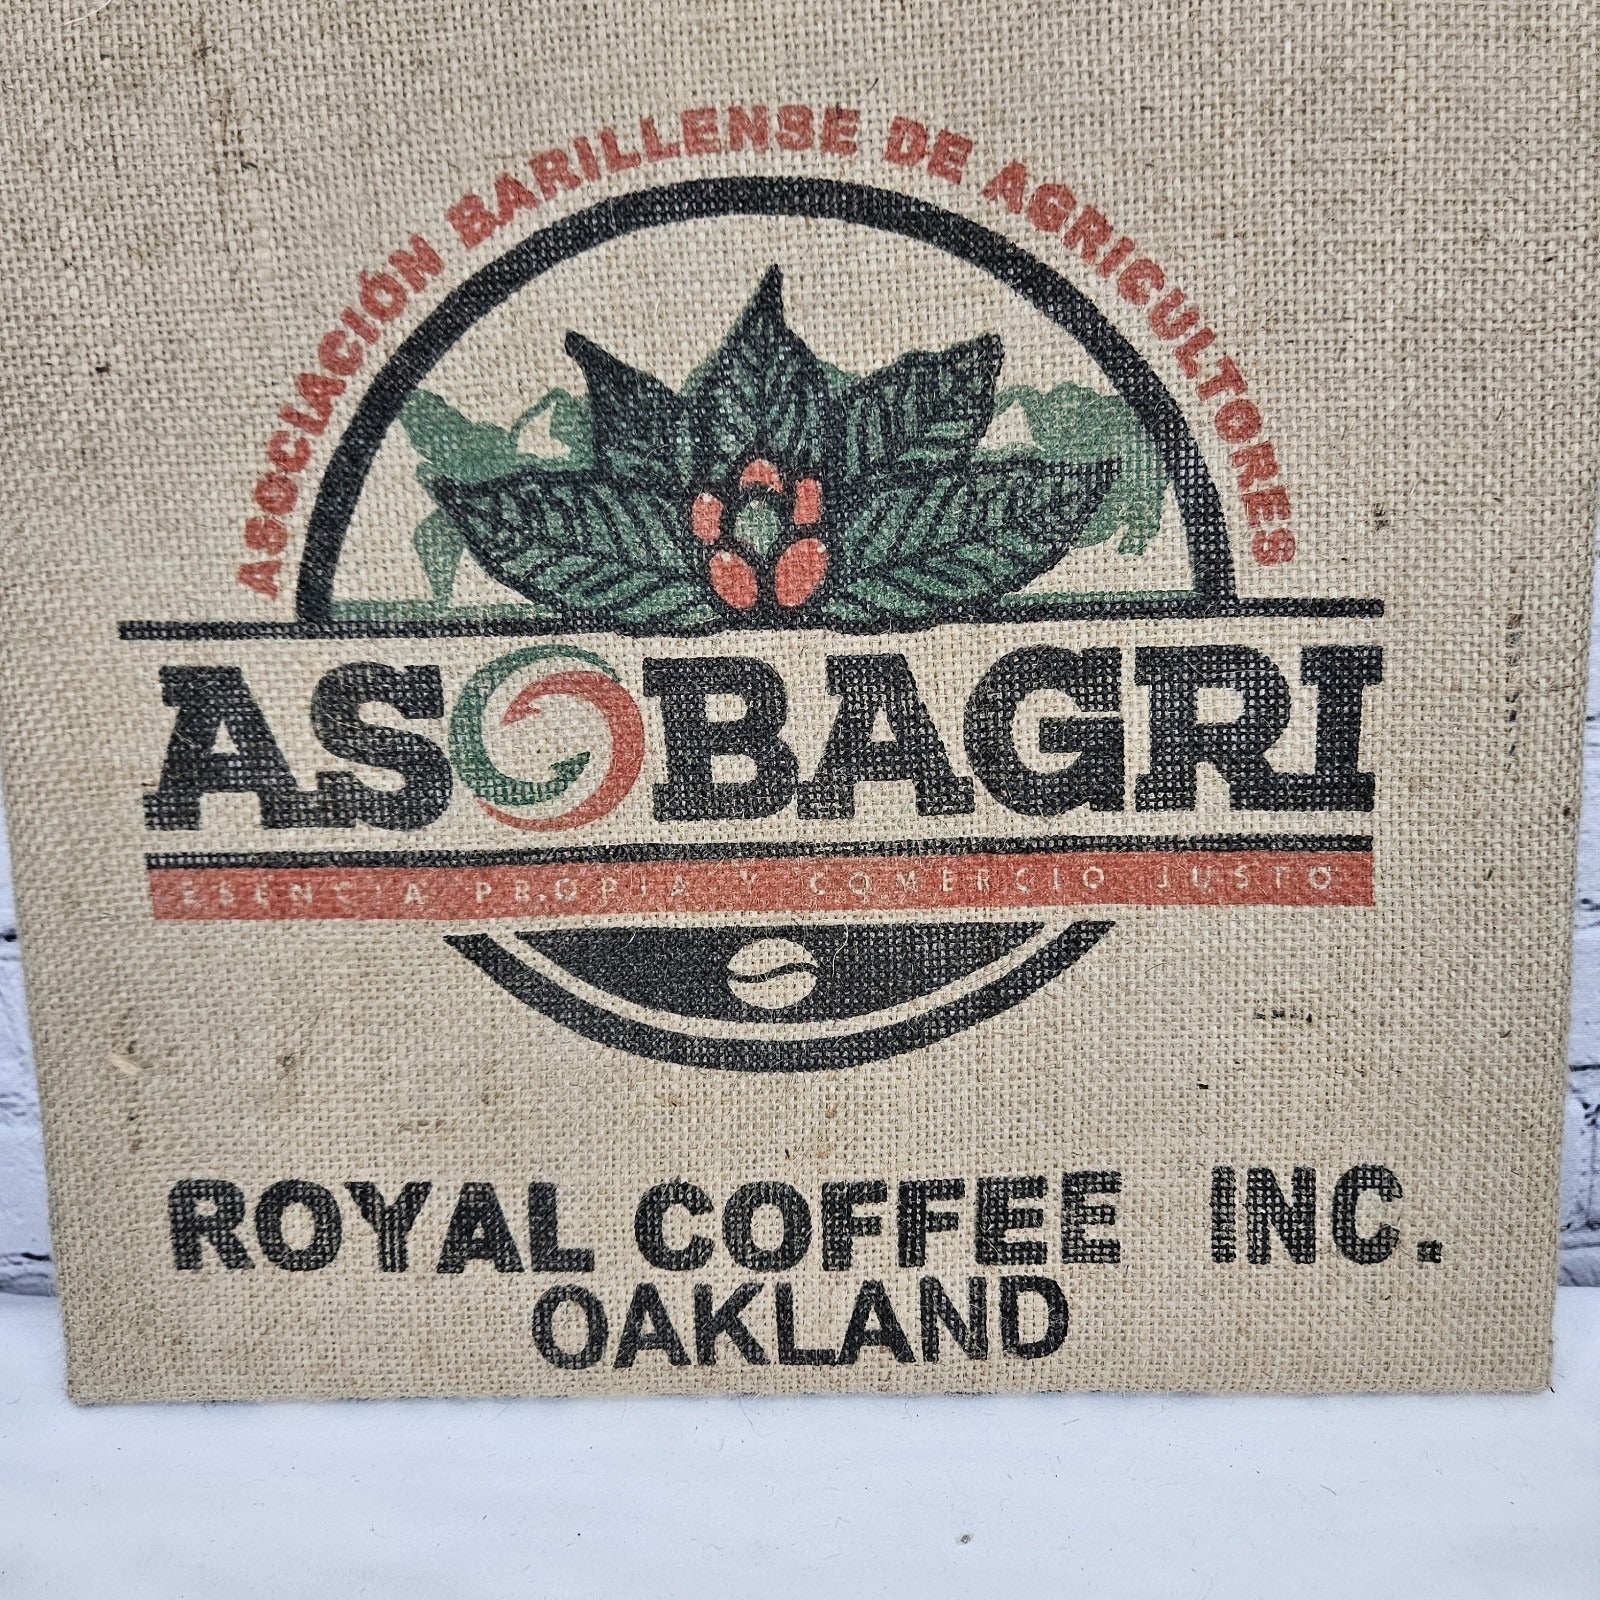 ASOCIACIÓN BARILLENSE DE AGRICULTORES
ASOBAGRI
ESENCIA PROPIA Y COMERCIO JUSTO
ROYAL COFFEE INC.
OAKLAND